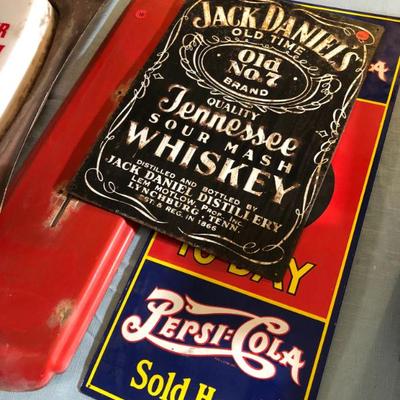 JACK DANIEL'S
OLD TIME
Old
No. 7
BRAND
QUALITY
Tennessee
SOUR MASH
WHISKEY
DISTILLED AND BOTTLED BY
JACK DANIEL DISTILLERY
LEM MOTLOW, PROP. INC.
LYNCHBURG, TENN.
EST. & REG. IN 1866
DAY
PEPSI-COLA
Sold